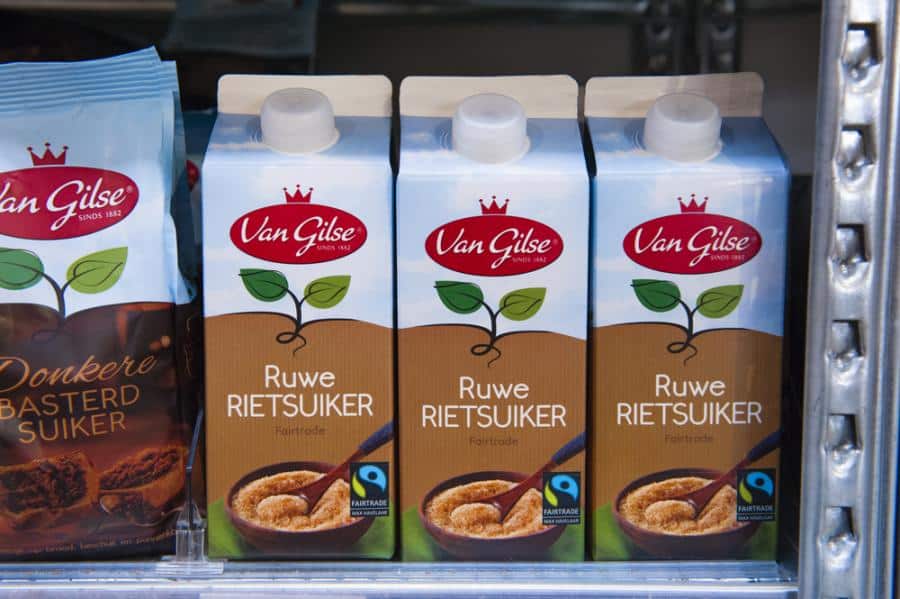 Van Gilse®
SINDS 1882
Donkere
BASTERD
SUIKER
Van Gilse®
SINDS 1882
Ruwe
RIETSUIKER
Fairtrade
FAIRTRADE
MAX HAVELAAR
Van Gilse®
SINDS 1882
Ruwe
RIETSUIKER
Fairtrade
FAIRTRADE
MAX HAVELAAR
Van Gilse®
SINDS 1882
Ruwe
RIETSUIKER
Fairtrade
FAIRTRADE
MAX HAVELAAR